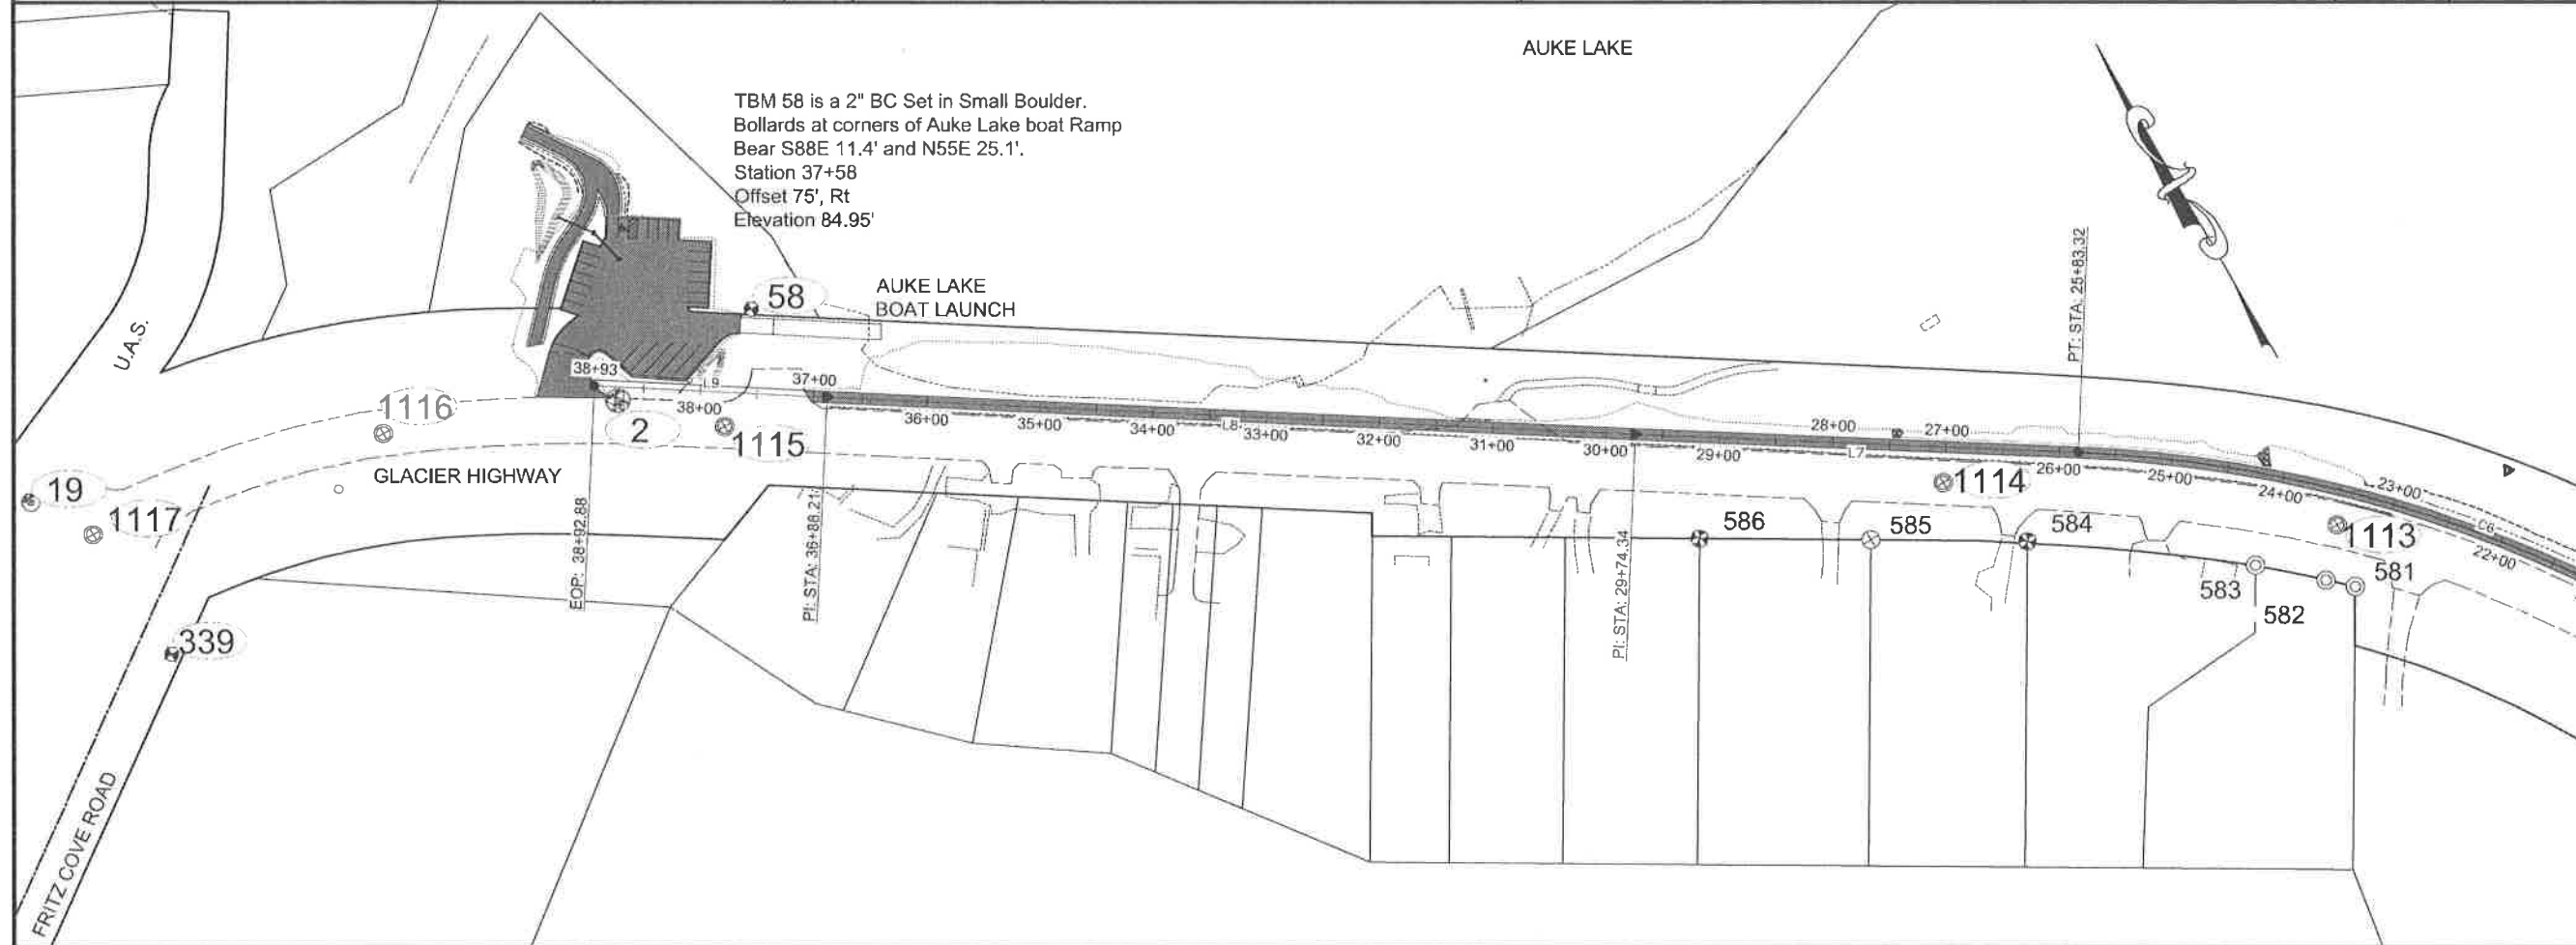 AUKE LAKE
TBM 58 is a 2" BC Set in Small Boulder.
Bollards at corners of Auke Lake boat Ramp
Bear S88E 11.4' and N55E 25.1'.
Station 37+58
Offset 75', Rt
Elevation 84.95'
58
AUKE LAKE
BOAT LAUNCH
U.A.S.
PT: STA: 25+83.32
38+93
L9
37+00
38+00
36+00
35+00
34+00
L8
33+00
32+00
31+00
30+00
29+00
28+00
27+00
L7
26+00
25+00
24+00
23+00
C6
22+00
1116
2
1115
19
1117
GLACIER HIGHWAY
1114
1113
586
585
584
583
582
581
EOP: 38+92.88
PI: STA: 36+88.21
PI: STA: 29+74.34
339
FRITZ COVE ROAD